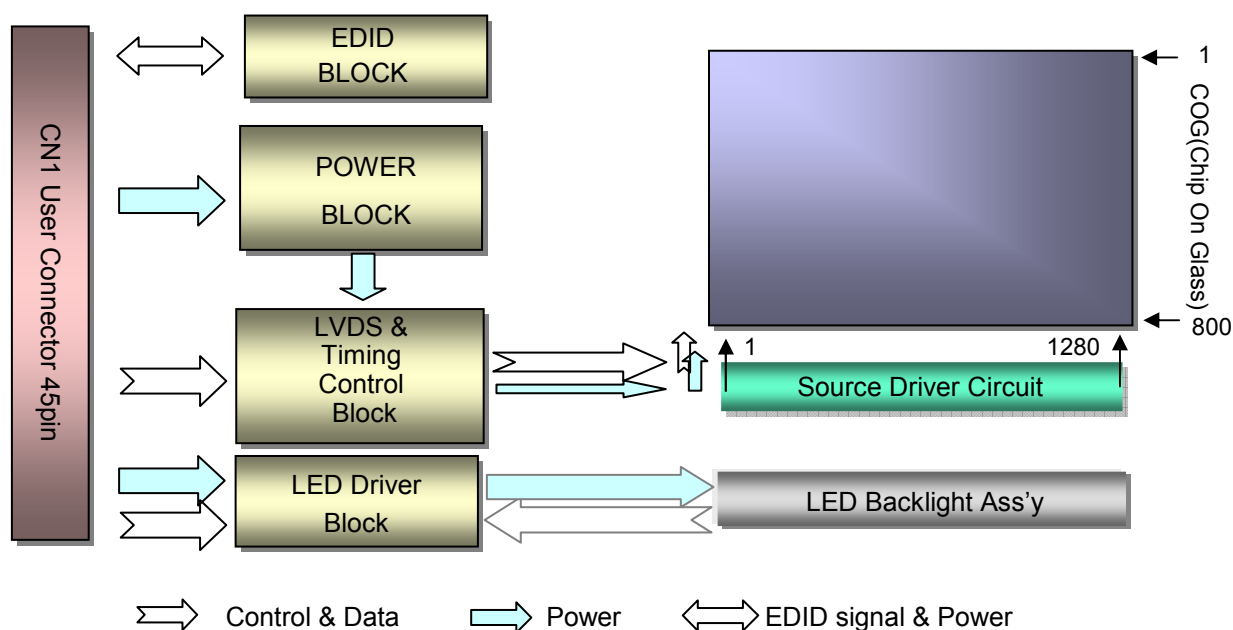 CN1 User Connector 45pin
EDID
BLOCK
POWER
BLOCK
LVDS &
Timing
Control
Block
LED Driver
Block
1
COG(Chip On Glass)
800
1
1280
Source Driver Circuit
LED Backlight Ass’y
Control & Data
Power
EDID signal & Power